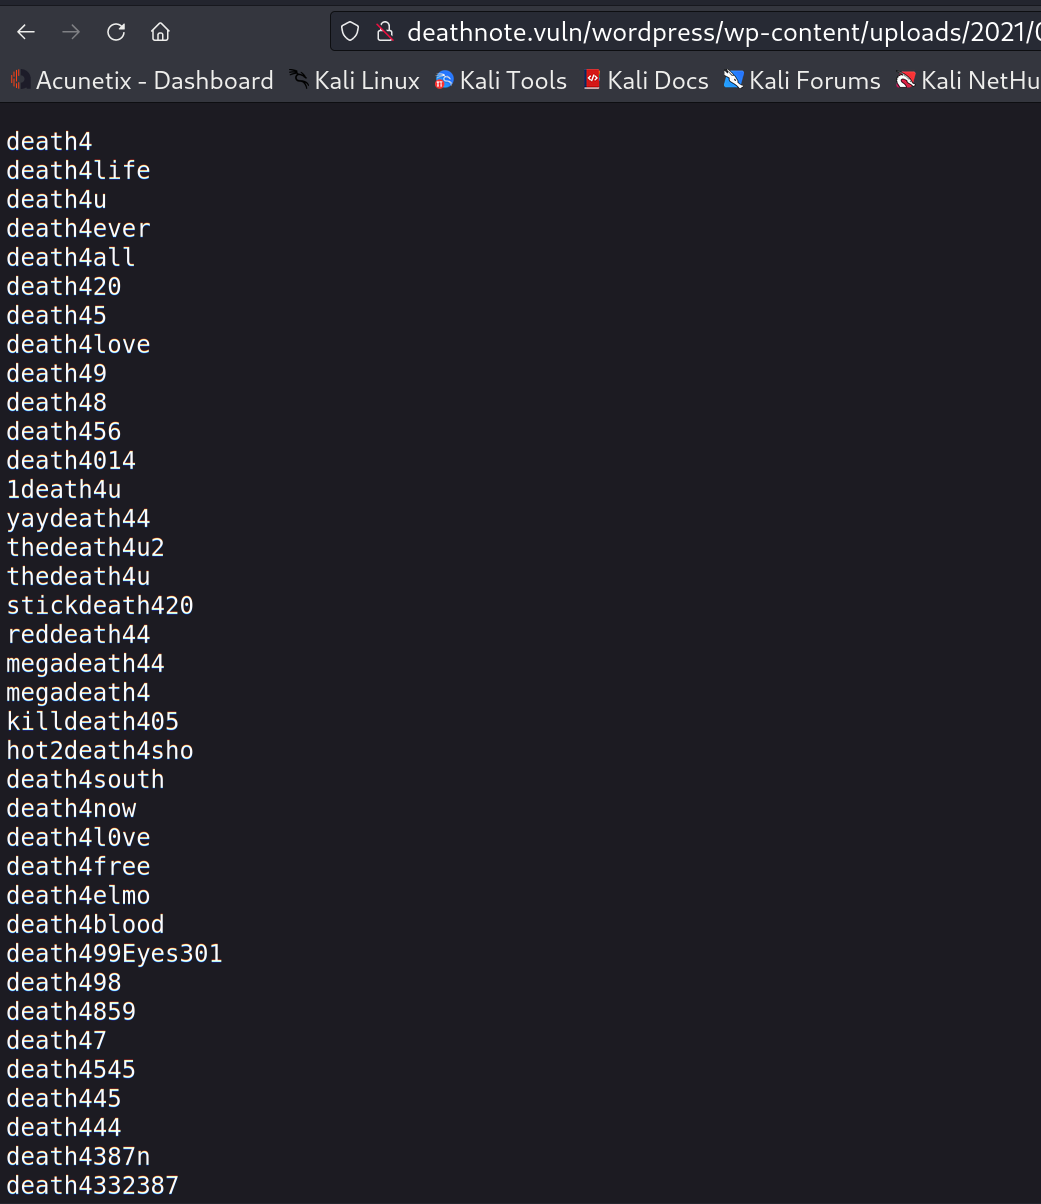 deathnote.vuln/wordpress/wp-content/uploads/2021/
Acunetix - Dashboard Kali Linux Kali Tools Kali Docs Kali Forums Kali NetHu
death4
death4life
death4u
death4ever
death4all
death420
death45
death4love
death49
death48
death456
death4014
1death4u
yaydeath44
thedeath4u2
thedeath4u
stickdeath420
reddeath44
megadeath44
megadeath4
killdeath405
hot2death4sho
death4south
death4now
death4l0ve
death4free
death4elmo
death4blood
death499Eyes301
death498
death4859
death47
death4545
death445
death444
death4387n
death4332387